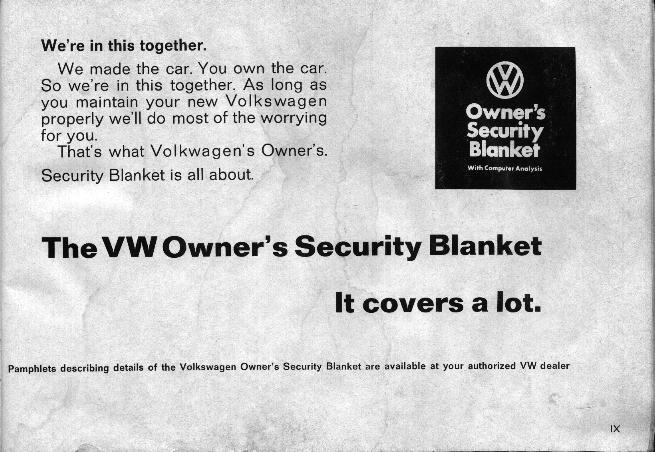 We're in this together.
We made the car. You own the car.
So we're in this together. As long as
you maintain your new Volkswagen
properly we'll do most of the worrying
for you.
That's what Volkwagen's Owner's.
Security Blanket is all about.
VW
Owner's
Security
Blanket
With Computer Analysis
The VW Owner's Security Blanket
It covers a lot.
Pamphlets describing details of the Volkswagen Owner's Security Blanket are available at your authorized VW dealer
IX